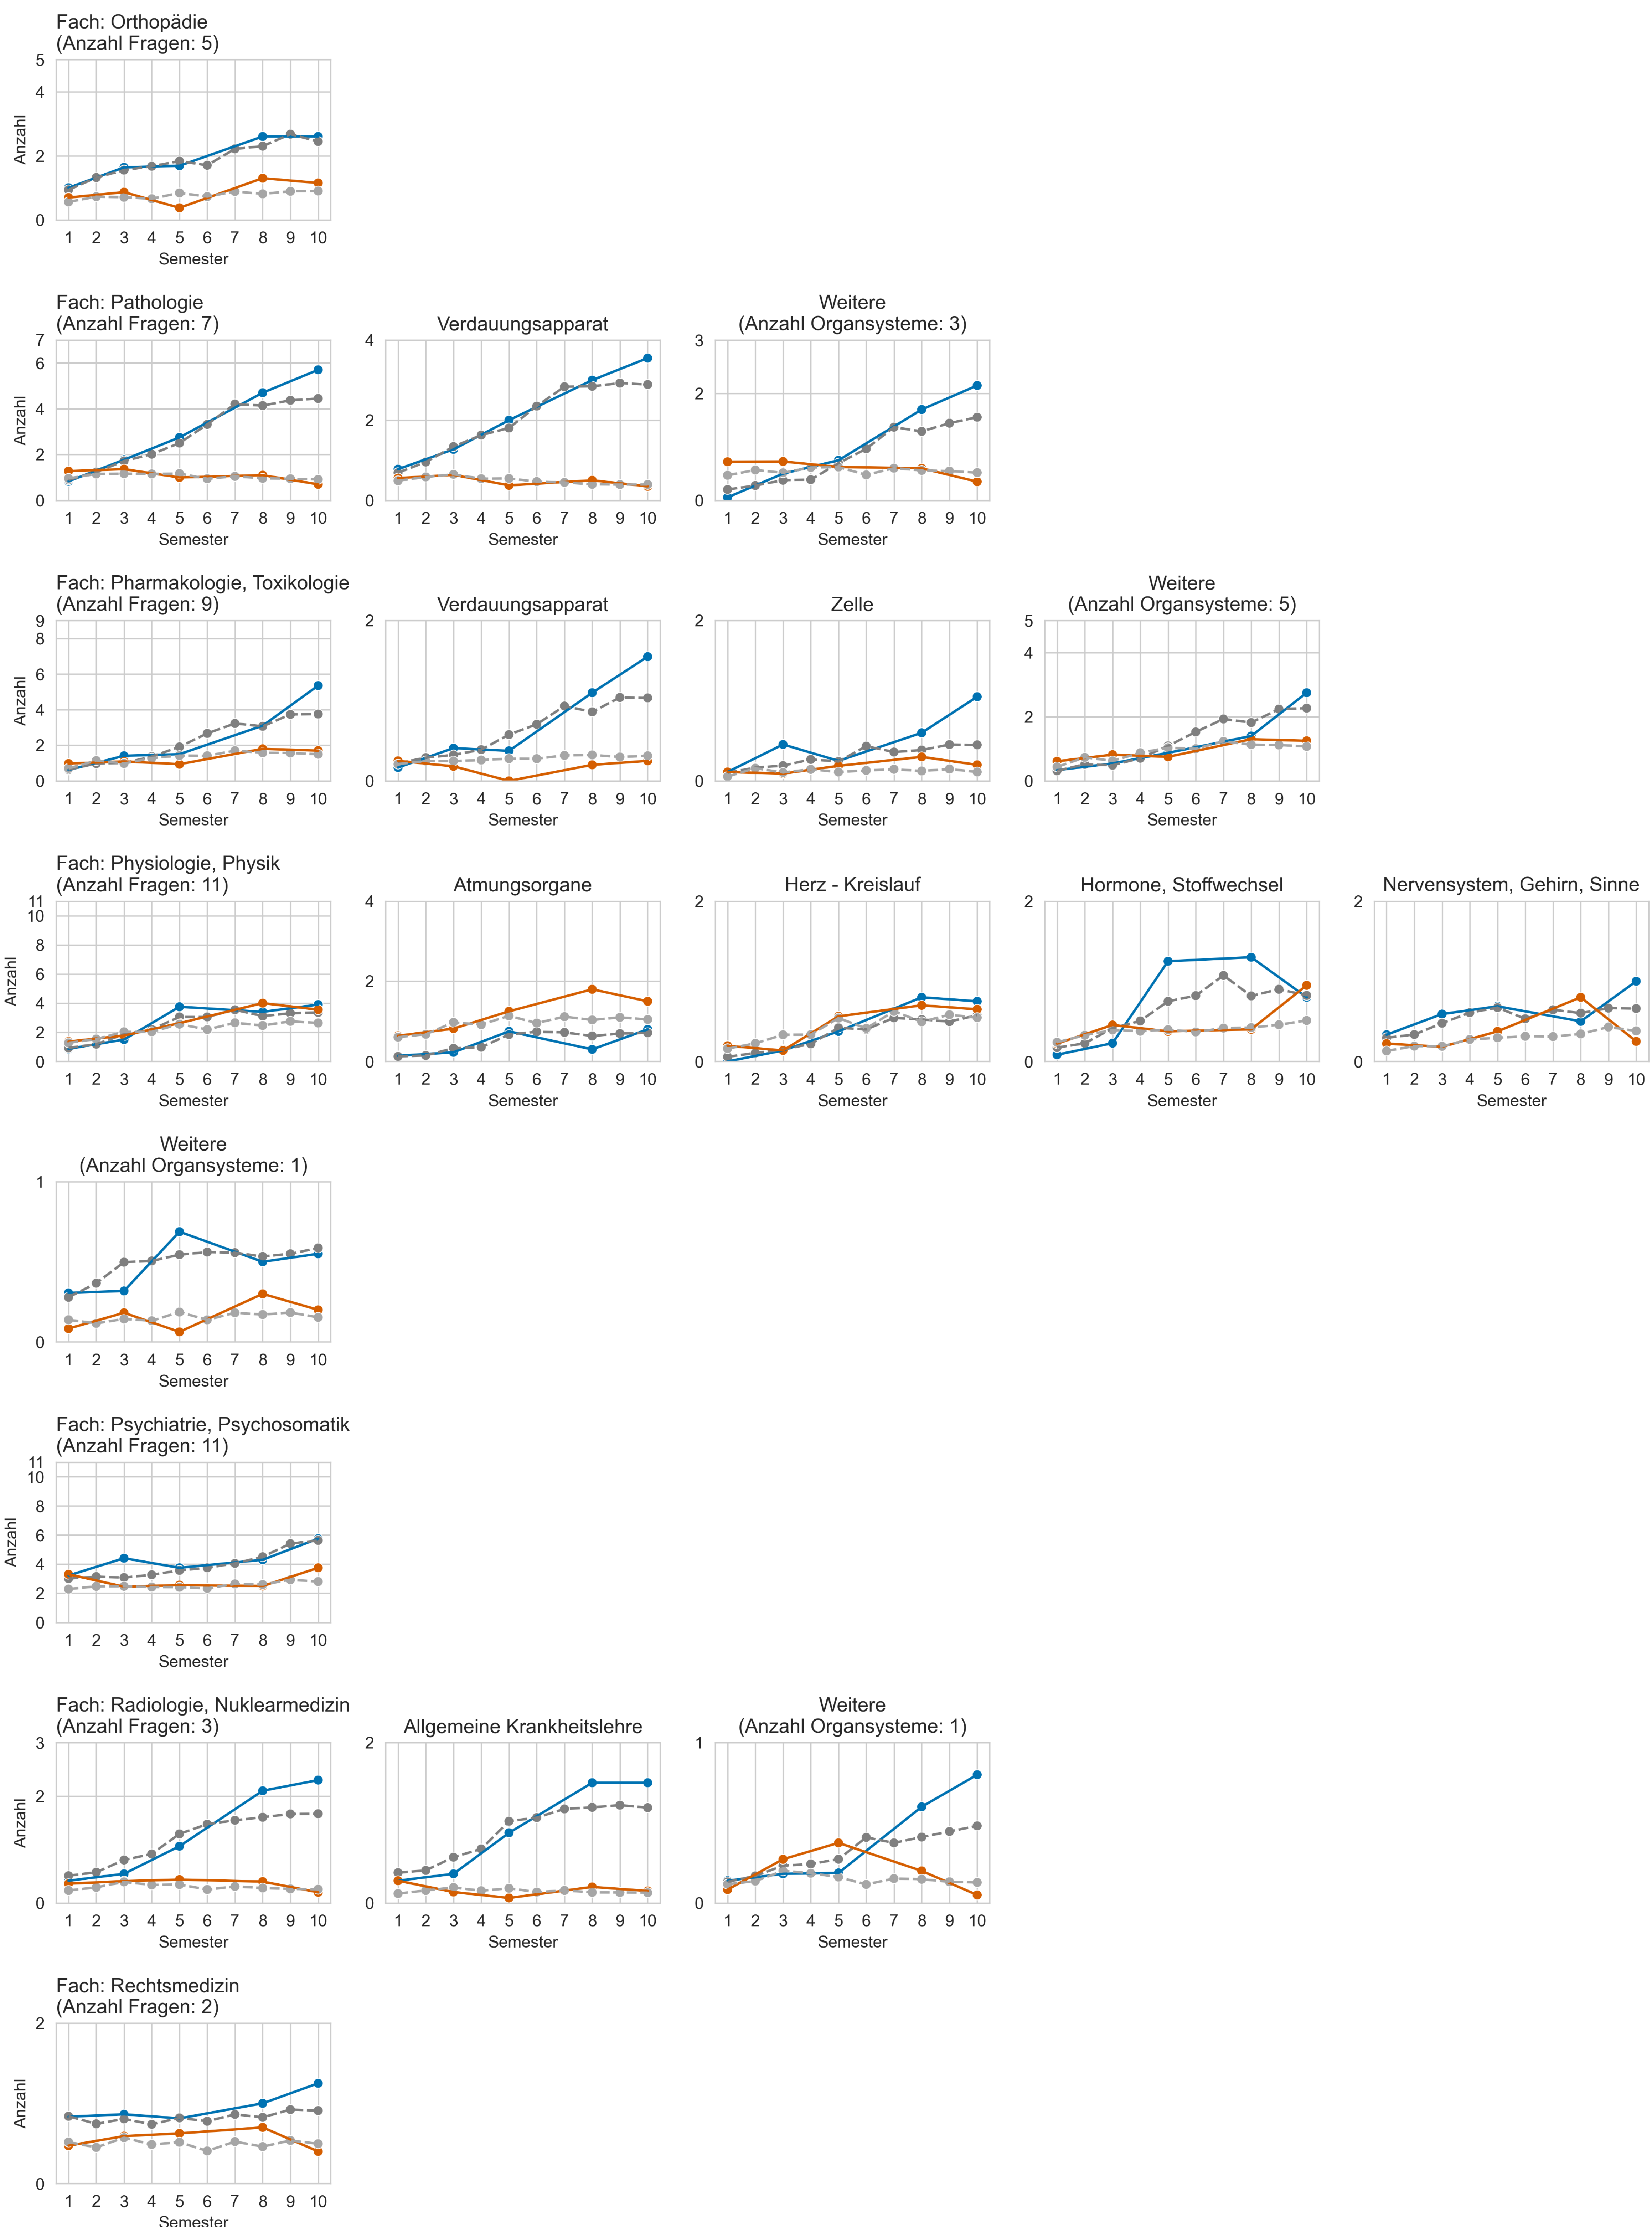 Fach: Orthopädie
(Anzahl Fragen: 5)
5
4
2
0
Anzahl
1 2 3 4 5 6 7 8 9 10
Semester
Fach: Pathologie
(Anzahl Fragen: 7)
7
6
4
2
0
Anzahl
1 2 3 4 5 6 7 8 9 10
Semester
Verdauungsapparat
4
2
0
1 2 3 4 5 6 7 8 9 10
Semester
Weitere
(Anzahl Organsysteme: 3)
3
2
0
1 2 3 4 5 6 7 8 9 10
Semester
Fach: Pharmakologie, Toxikologie
(Anzahl Fragen: 9)
9
8
6
4
2
0
Anzahl
1 2 3 4 5 6 7 8 9 10
Semester
Verdauungsapparat
2
0
1 2 3 4 5 6 7 8 9 10
Semester
Zelle
2
0
1 2 3 4 5 6 7 8 9 10
Semester
Weitere
(Anzahl Organsysteme: 5)
5
4
2
0
1 2 3 4 5 6 7 8 9 10
Semester
Fach: Physiologie, Physik
(Anzahl Fragen: 11)
11
10
8
6
4
2
0
Anzahl
1 2 3 4 5 6 7 8 9 10
Semester
Atmungsorgane
4
2
0
1 2 3 4 5 6 7 8 9 10
Semester
Herz - Kreislauf
2
0
1 2 3 4 5 6 7 8 9 10
Semester
Hormone, Stoffwechsel
2
0
1 2 3 4 5 6 7 8 9 10
Semester
Nervensystem, Gehirn, Sinne
2
0
1 2 3 4 5 6 7 8 9 10
Semester
Weitere
(Anzahl Organsysteme: 1)
1
0
1 2 3 4 5 6 7 8 9 10
Semester
Fach: Psychiatrie, Psychosomatik
(Anzahl Fragen: 11)
11
10
8
6
4
2
0
Anzahl
1 2 3 4 5 6 7 8 9 10
Semester
Fach: Radiologie, Nuklearmedizin
(Anzahl Fragen: 3)
3
2
0
Anzahl
1 2 3 4 5 6 7 8 9 10
Semester
Allgemeine Krankheitslehre
2
0
1 2 3 4 5 6 7 8 9 10
Semester
Weitere
(Anzahl Organsysteme: 1)
1
0
1 2 3 4 5 6 7 8 9 10
Semester
Fach: Rechtsmedizin
(Anzahl Fragen: 2)
2
0
Anzahl
1 2 3 4 5 6 7 8 9 10
Semester